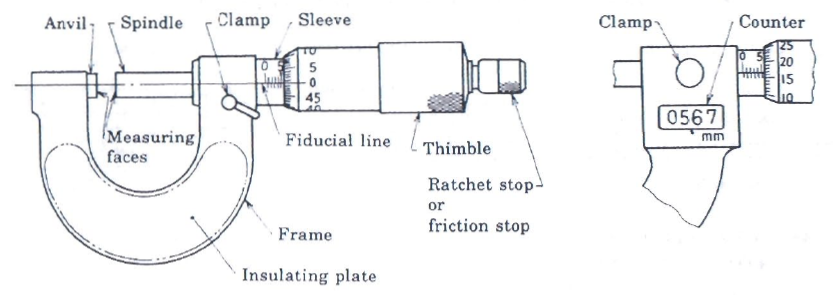 Anvil
Spindle
Clamp
Sleeve
0 5
10
5
0
45
40
Measuring
faces
Fiducial line
Thimble
Ratchet stop
or
friction stop
Frame
Insulating plate
Clamp
Counter
0 5
25
20
15
10
0567
mm